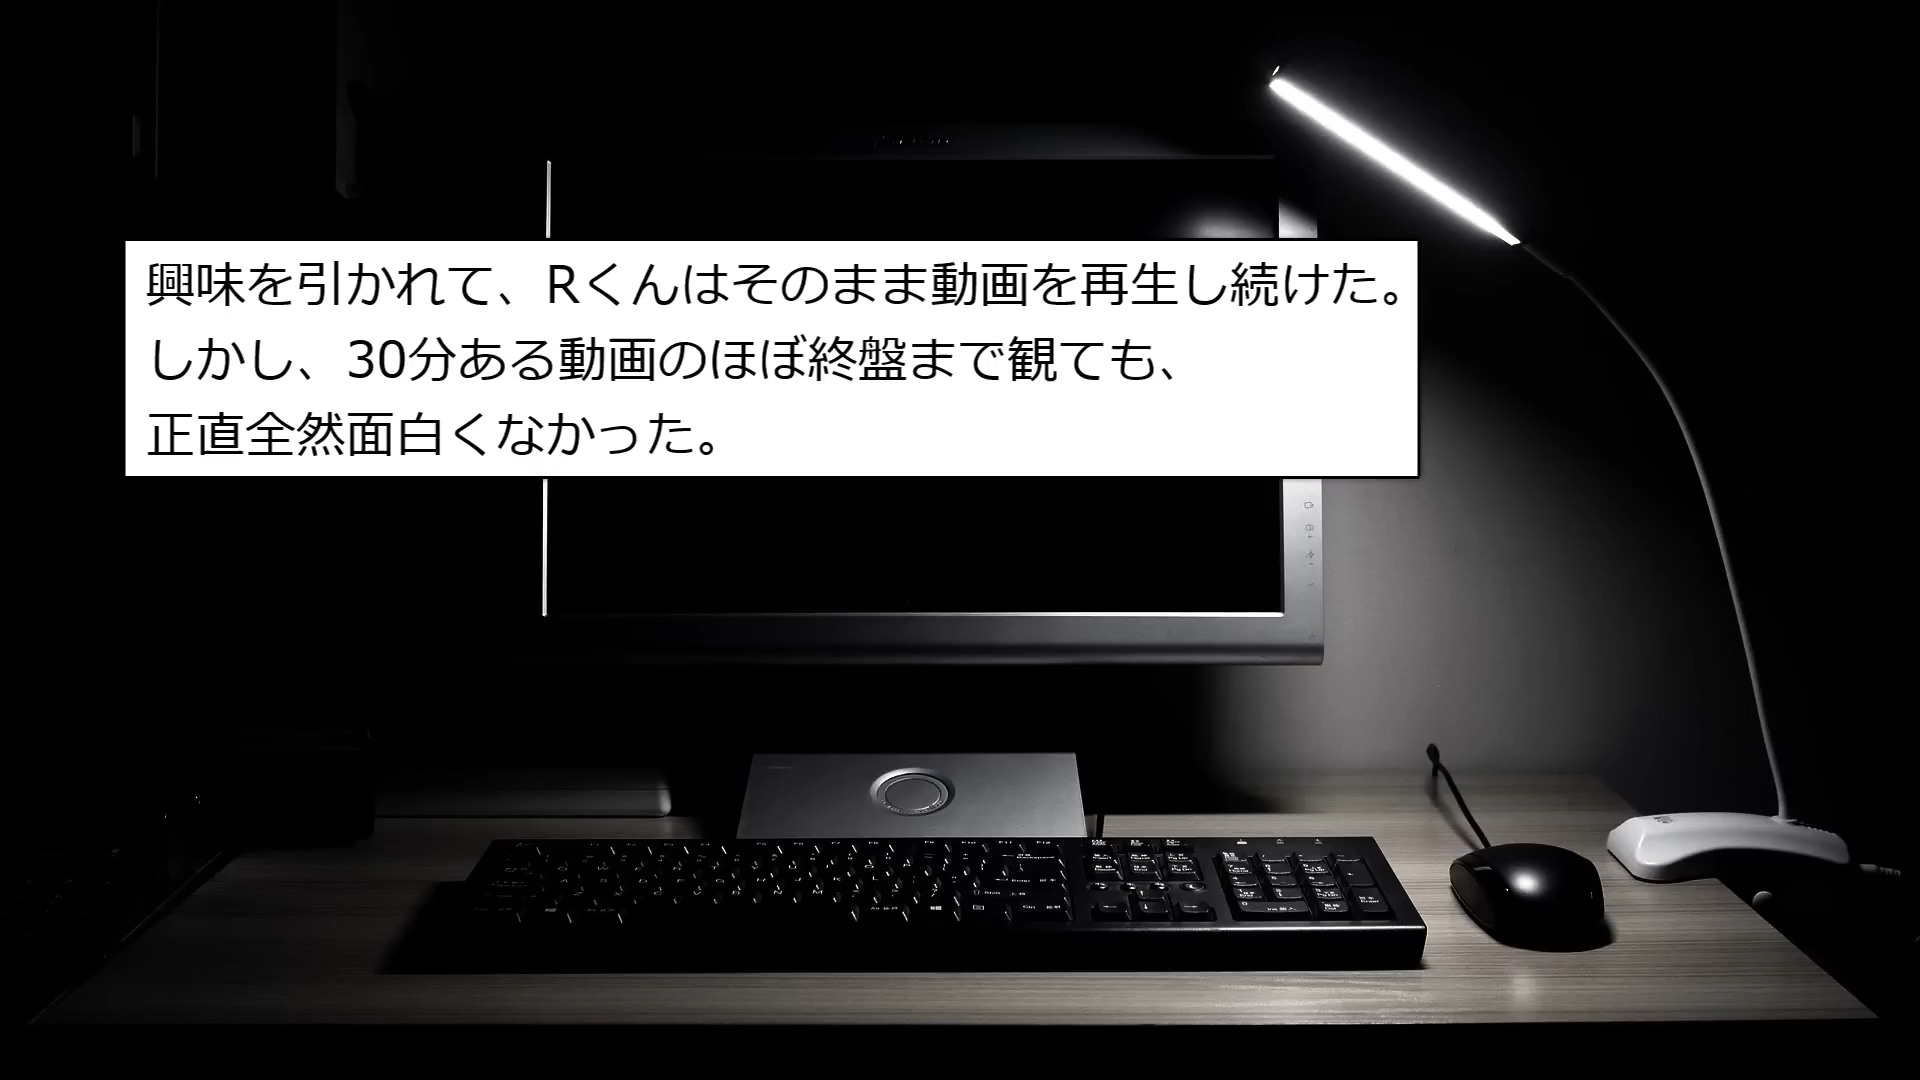 興味を引かれて、Rくんはそのまま動画を再生し続けた。
しかし、30分ある動画のほぼ終盤まで観ても、
正直全然面白くなかった。